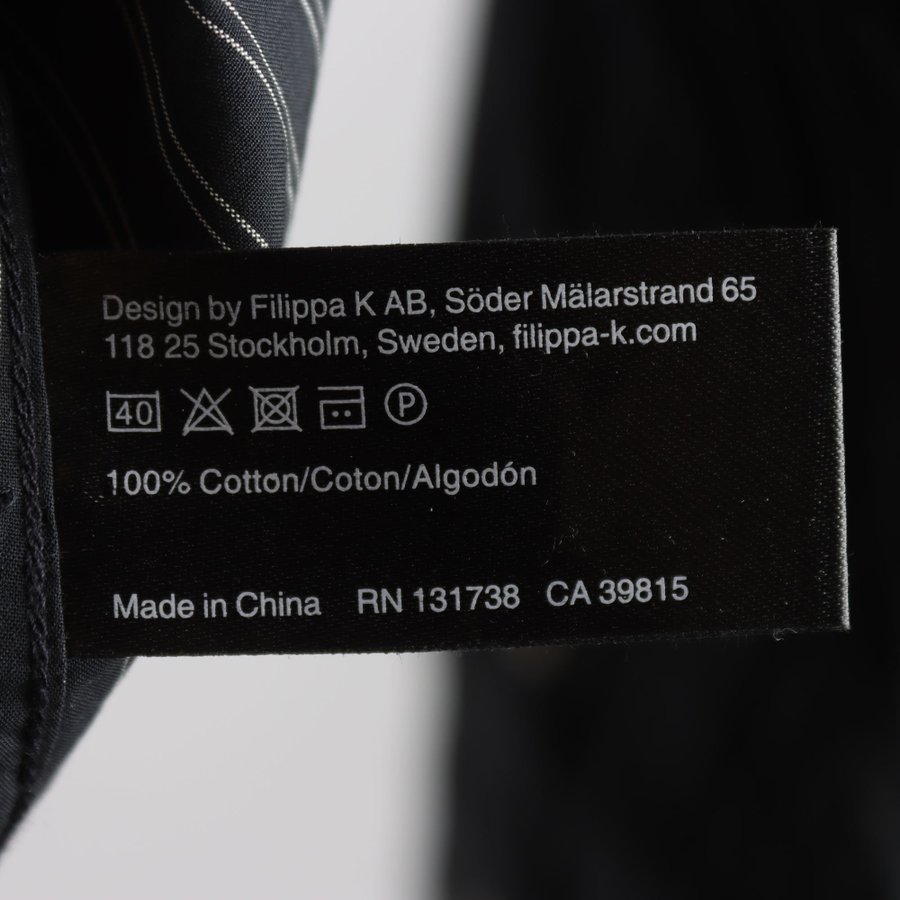 Design by Filippa K AB, Söder Mälarstrand 65
118 25 Stockholm, Sweden, filippa-k.com
40 P
100% Cotton/Coton/Algodón
Made in China RN 131738 CA 39815